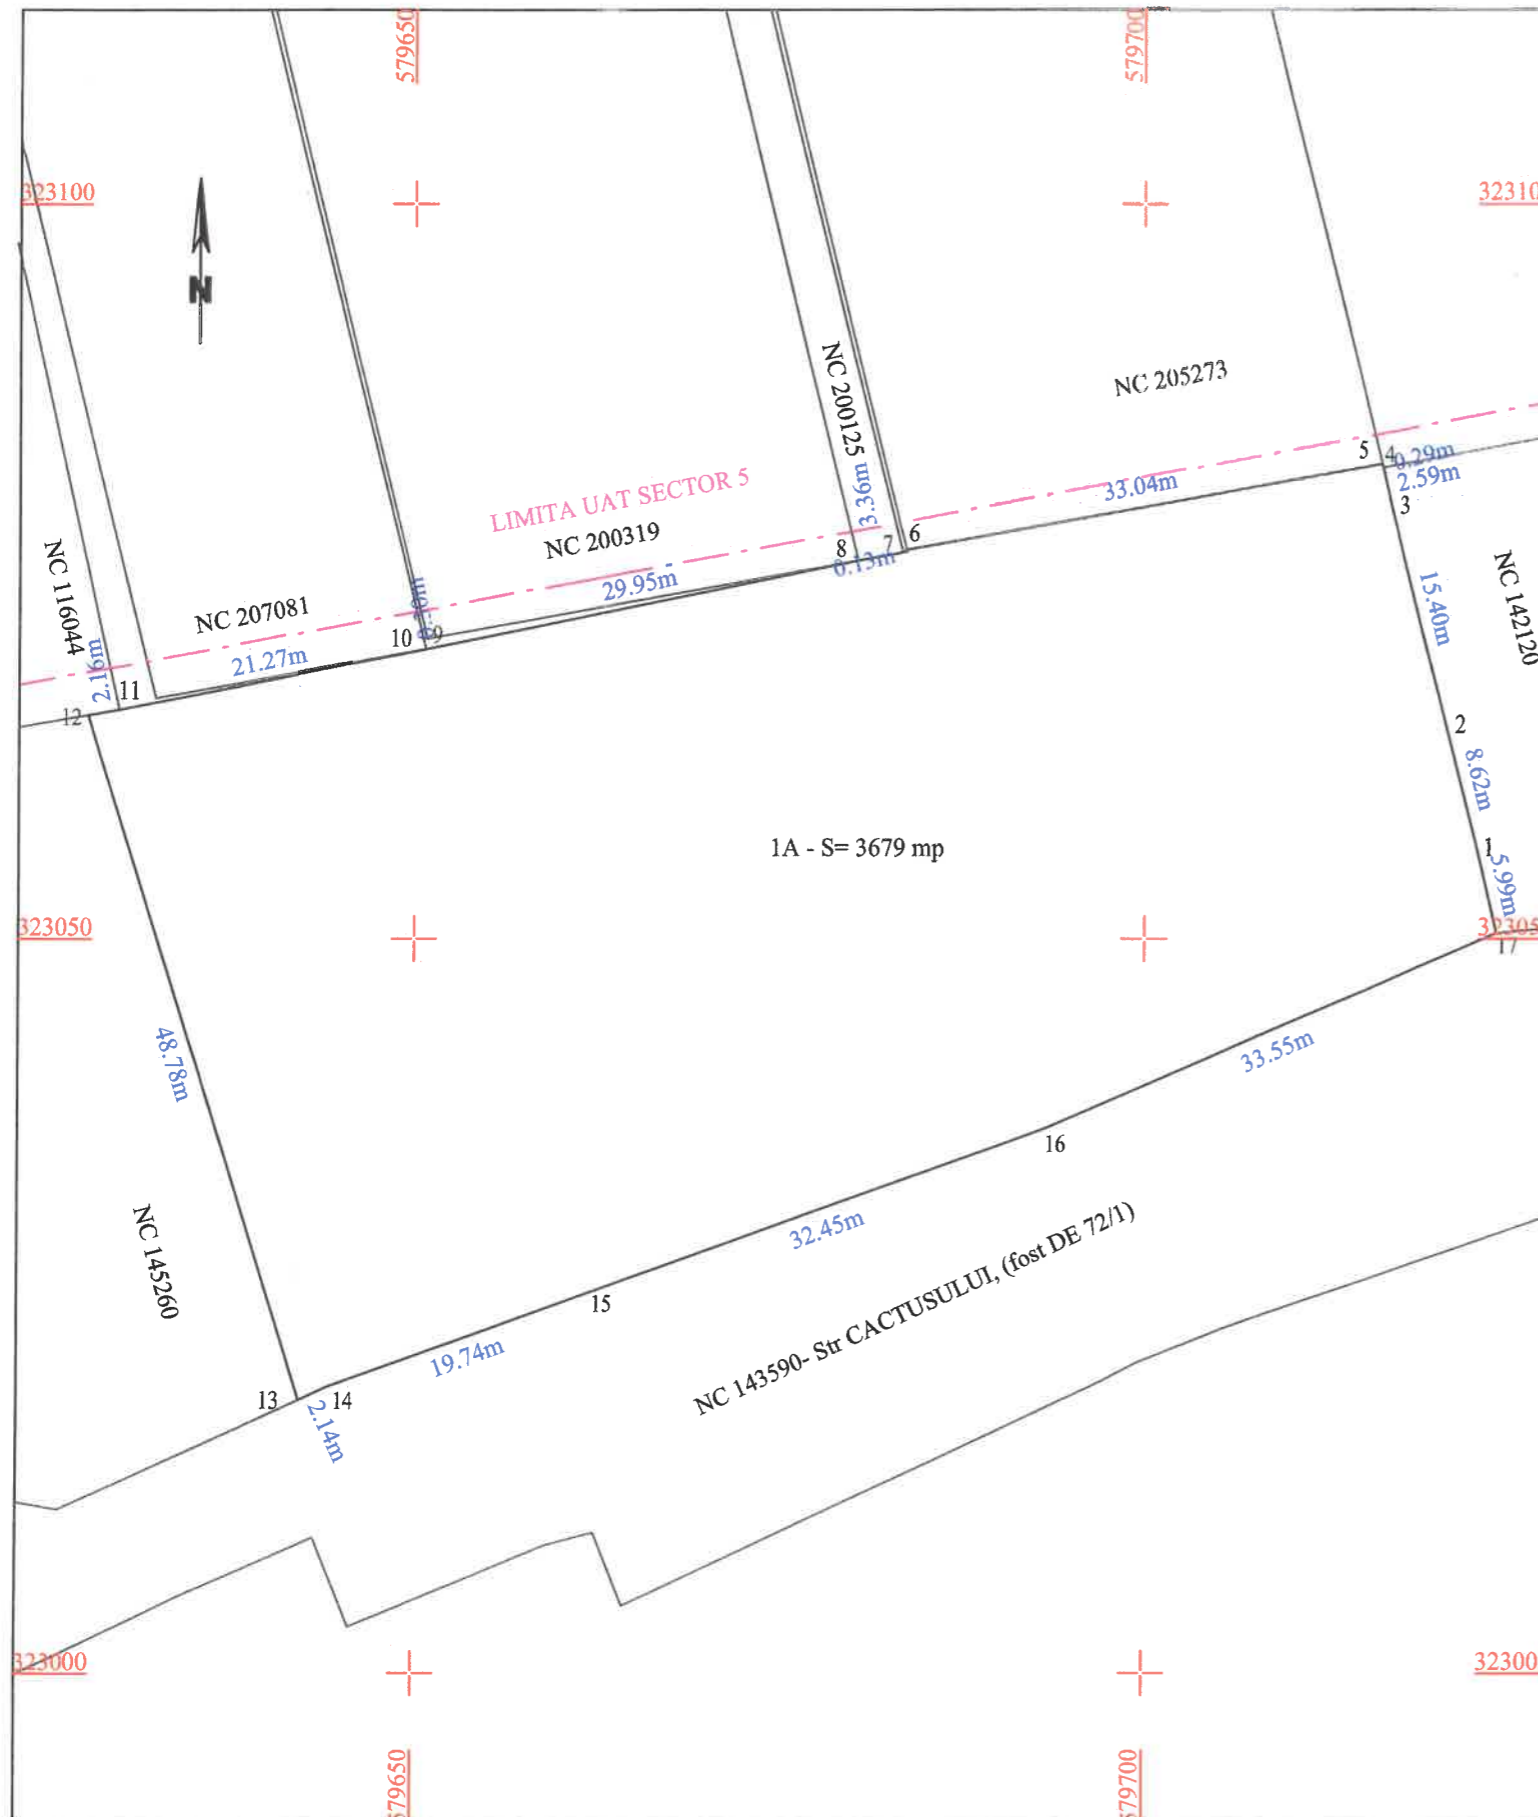 579650
579700
323100
32310
N
NC 200125
NC 205273
LIMITA UAT SECTOR 5
NC 200319
3.36m
33.04m
5
4
0.29m
2.59m
3
6
7
8
0.13m
29.95m
NC 116044
NC 207081
10
9
21.27m
2.16m
11
12
15.40m
NC 142120
2
8.62m
1
5.99m
1A - S= 3679 mp
323050
32305
17
48.78m
33.55m
16
32.45m
NC 145260
15
19.74m
NC 143590- Str CACTUSULUI, (fost DE 72/1)
13
14
2.14m
323000
32300
579650
579700